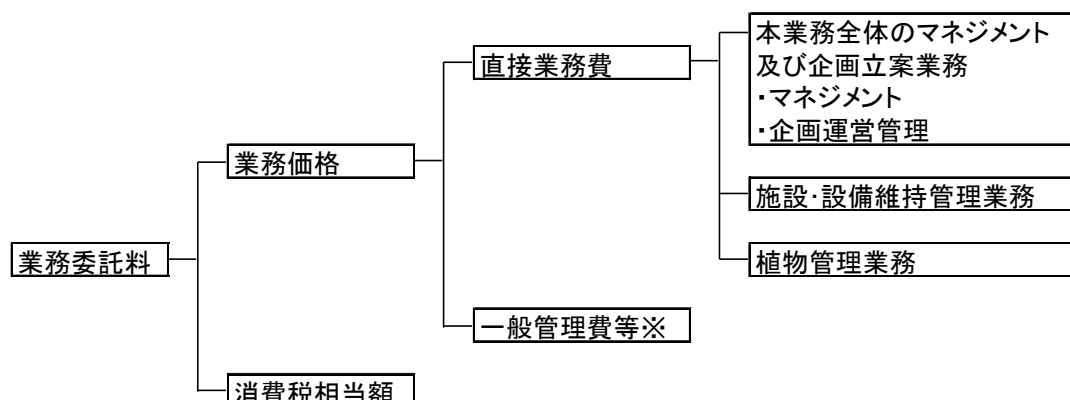 本業務全体のマネジメント
及び企画立案業務
・マネジメント
・企画運営管理
直接業務費
業務価格
施設・設備維持管理業務
業務委託料
植物管理業務
一般管理費等※
消費税相当額